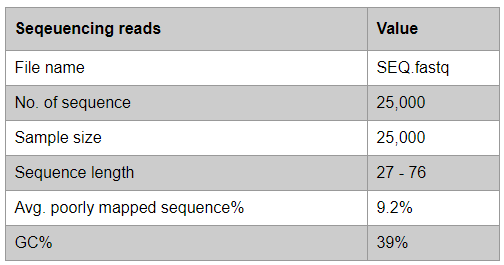 Seqeuencing reads Value
File name SEQ.fastq
No. of sequence 25,000
Sample size 25,000
Sequence length 27 - 76
Avg. poorly mapped sequence% 9.2%
GC% 39%